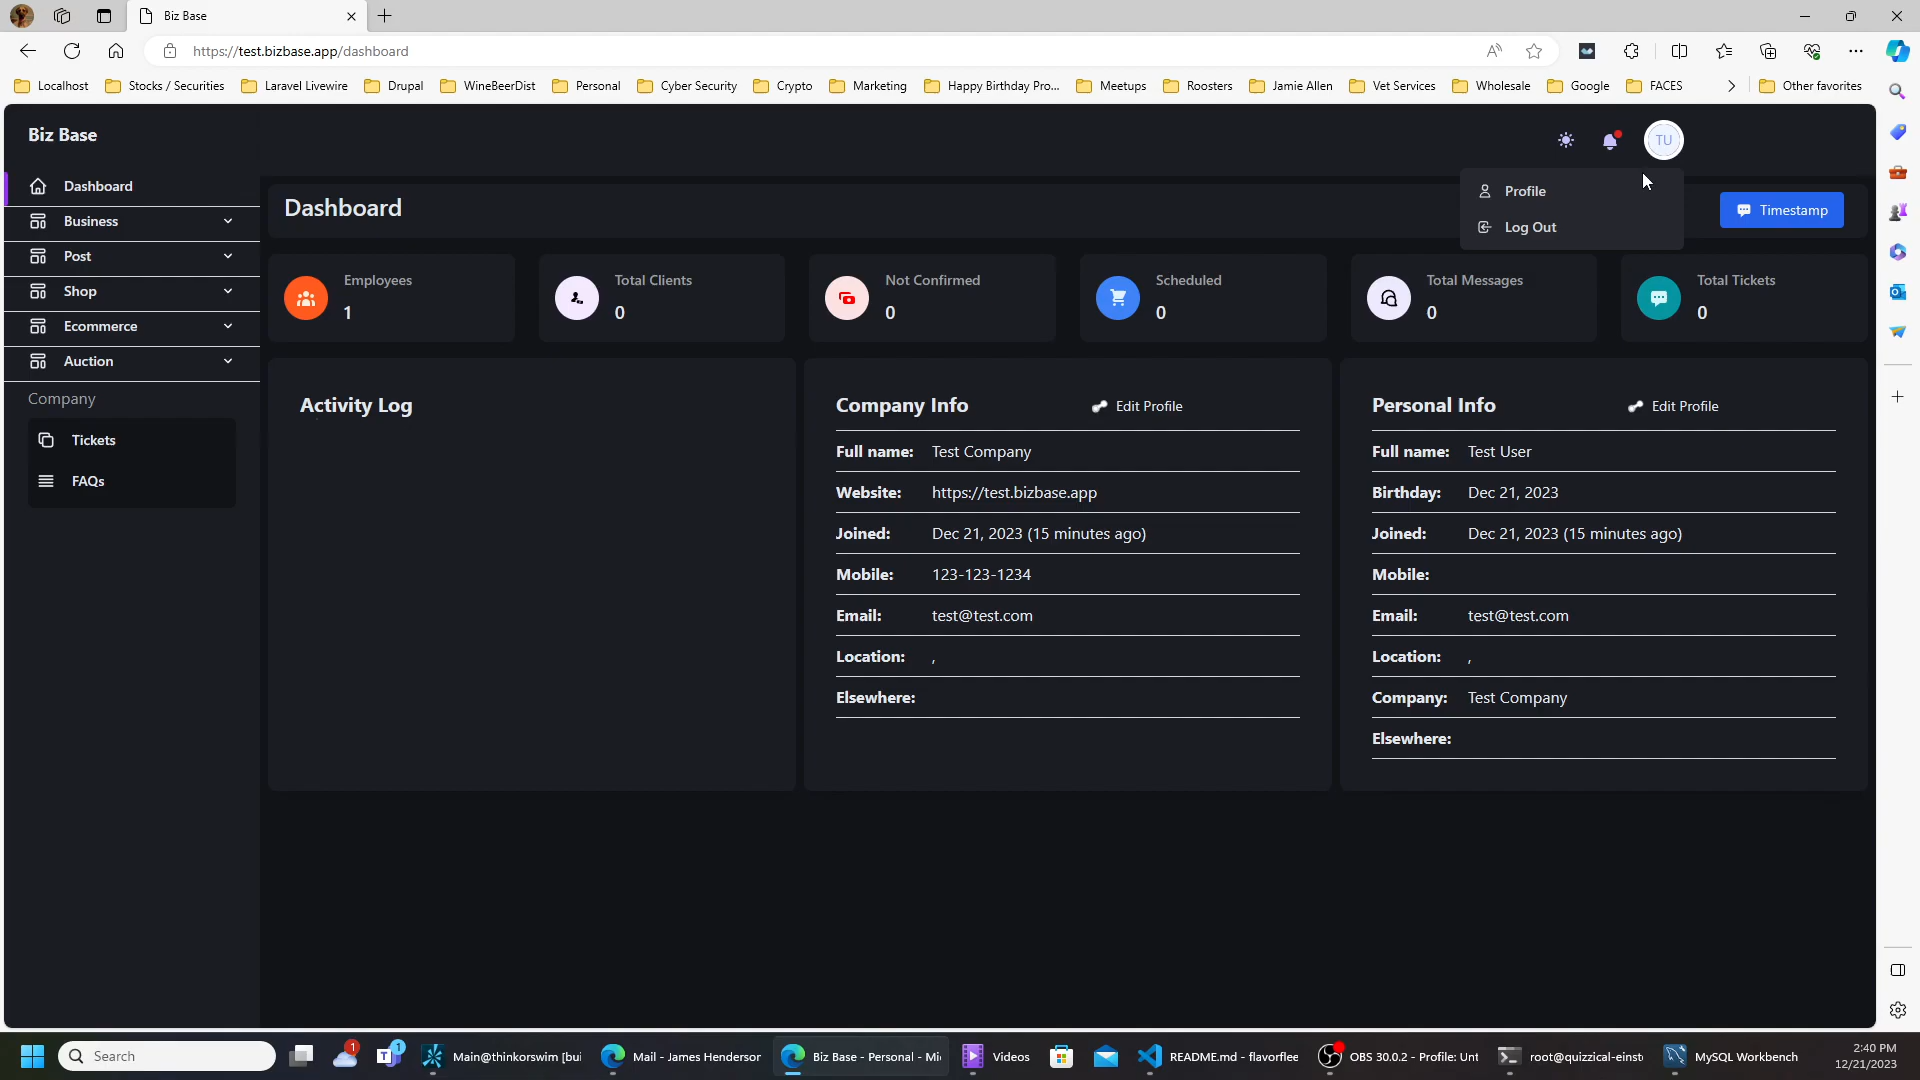 Biz Base
https://test.bizbase.app/dashboard
Localhost
Stocks / Securities
Laravel Livewire
Drupal
WineBeerDist
Personal
Cyber Security
Crypto
Marketing
Happy Birthday Pro...
Meetups
Roosters
Jamie Allen
Vet Services
Wholesale
Google
FACES
Other favorites
Biz Base
TU
Dashboard
Business
Post
Shop
Ecommerce
Auction
Company
Tickets
FAQs
Dashboard
Profile
Log Out
Timestamp
Employees
1
Total Clients
0
Not Confirmed
0
Scheduled
0
Total Messages
0
Total Tickets
0
Activity Log
Company Info
Edit Profile
Full name: Test Company
Website: https://test.bizbase.app
Joined: Dec 21, 2023 (15 minutes ago)
Mobile: 123-123-1234
Email: test@test.com
Location: ,
Elsewhere:
Personal Info
Edit Profile
Full name: Test User
Birthday: Dec 21, 2023
Joined: Dec 21, 2023 (15 minutes ago)
Mobile:
Email: test@test.com
Location: ,
Company: Test Company
Elsewhere:
Search
1
1
Main@thinkorswim [bui
Mail - James Henderson
Biz Base - Personal - Mi
Videos
README.md - flavorflee
OBS 30.0.2 - Profile: Unt
root@quizzical-einst
MySQL Workbench
2:40 PM
12/21/2023